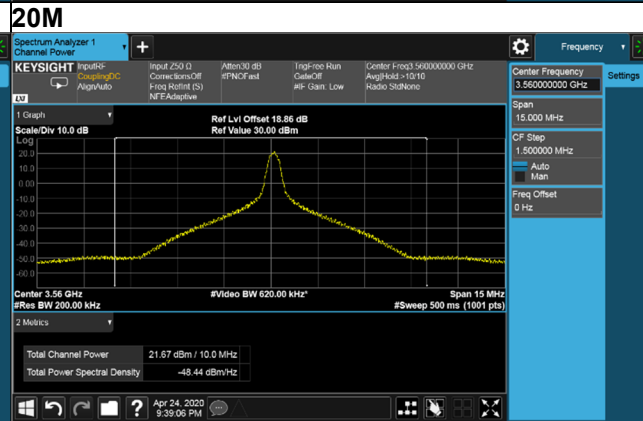 20M
Spectrum Analyzer 1
Channel Power
Frequency
KEYSIGHT
Input: RF
Coupling: DC
Align: Auto
Input Z: 50 Ω
Corrections: Off
Freq Ref: Int (S)
NFE: Adaptive
Atten: 30 dB
#PNO: Fast
Trig: Free Run
Gate: Off
#IF Gain: Low
Center Freq: 3.560000000 GHz
Avg|Hold:>10/10
Radio Std: None
LXI
Center Frequency
3.560000000 GHz
Settings
Span
15.000 MHz
CF Step
1.500000 MHz
Auto
Man
Freq Offset
0 Hz
1 Graph
Scale/Div 10.0 dB
Ref Lvl Offset 18.86 dB
Ref Value 30.00 dBm
Log
20.0
10.0
0.00
-10.0
-20.0
-30.0
-40.0
-50.0
-60.0
Center 3.56 GHz
#Res BW 200.00 kHz
#Video BW 620.00 kHz*
Span 15 MHz
#Sweep 500 ms (1001 pts)
2 Metrics
Total Channel Power 21.67 dBm / 10.0 MHz
Total Power Spectral Density -48.44 dBm/Hz
?
Apr 24, 2020
9:39:06 PM